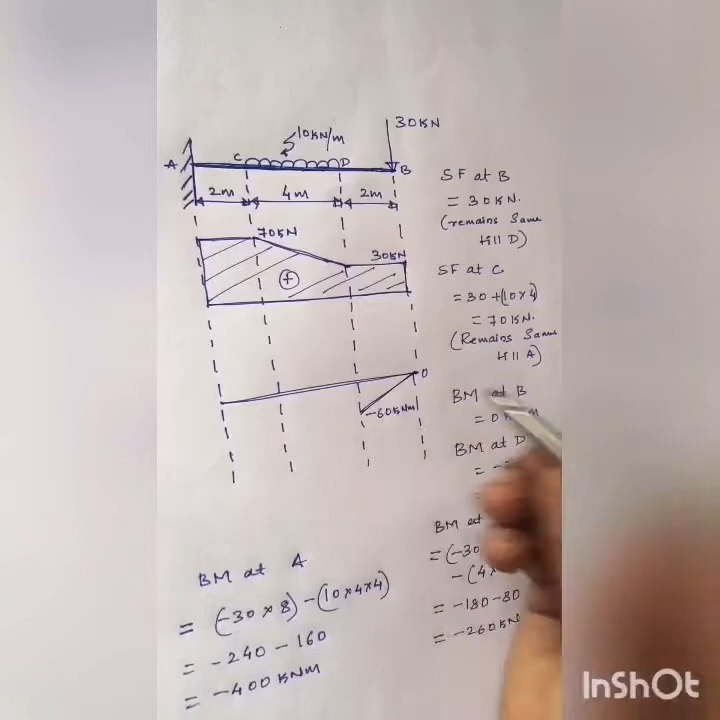 10KN/m
30KN
A
C
D
B
2m
4m
2m
70KN
30KN
+
0
-60KNm
SF at B
= 30KN.
(remains Same
till D)
SF at C
= 30+(10×4)
= 70KN.
(Remains Same
till A)
BM at B
= 0
BM at D
= -
BM at
= (-30
- (4×
= -180-80
= -260KN
BM at A
= (-30×8)-(10×4×4)
= -240-160
= -400KNm
InShOt